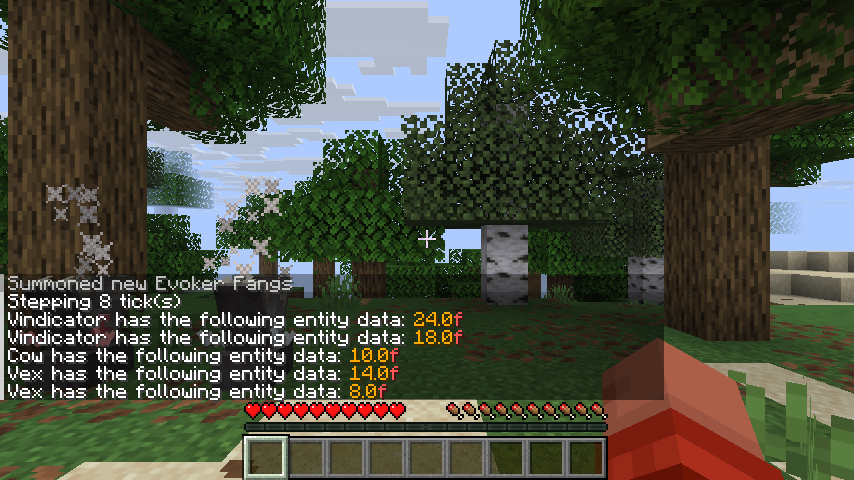 Summoned new Evoker Fangs
Stepping 8 tick(s)
Vindicator has the following entity data: 24.0f
Vindicator has the following entity data: 18.0f
Cow has the following entity data: 10.0f
Vex has the following entity data: 14.0f
Vex has the following entity data: 8.0f